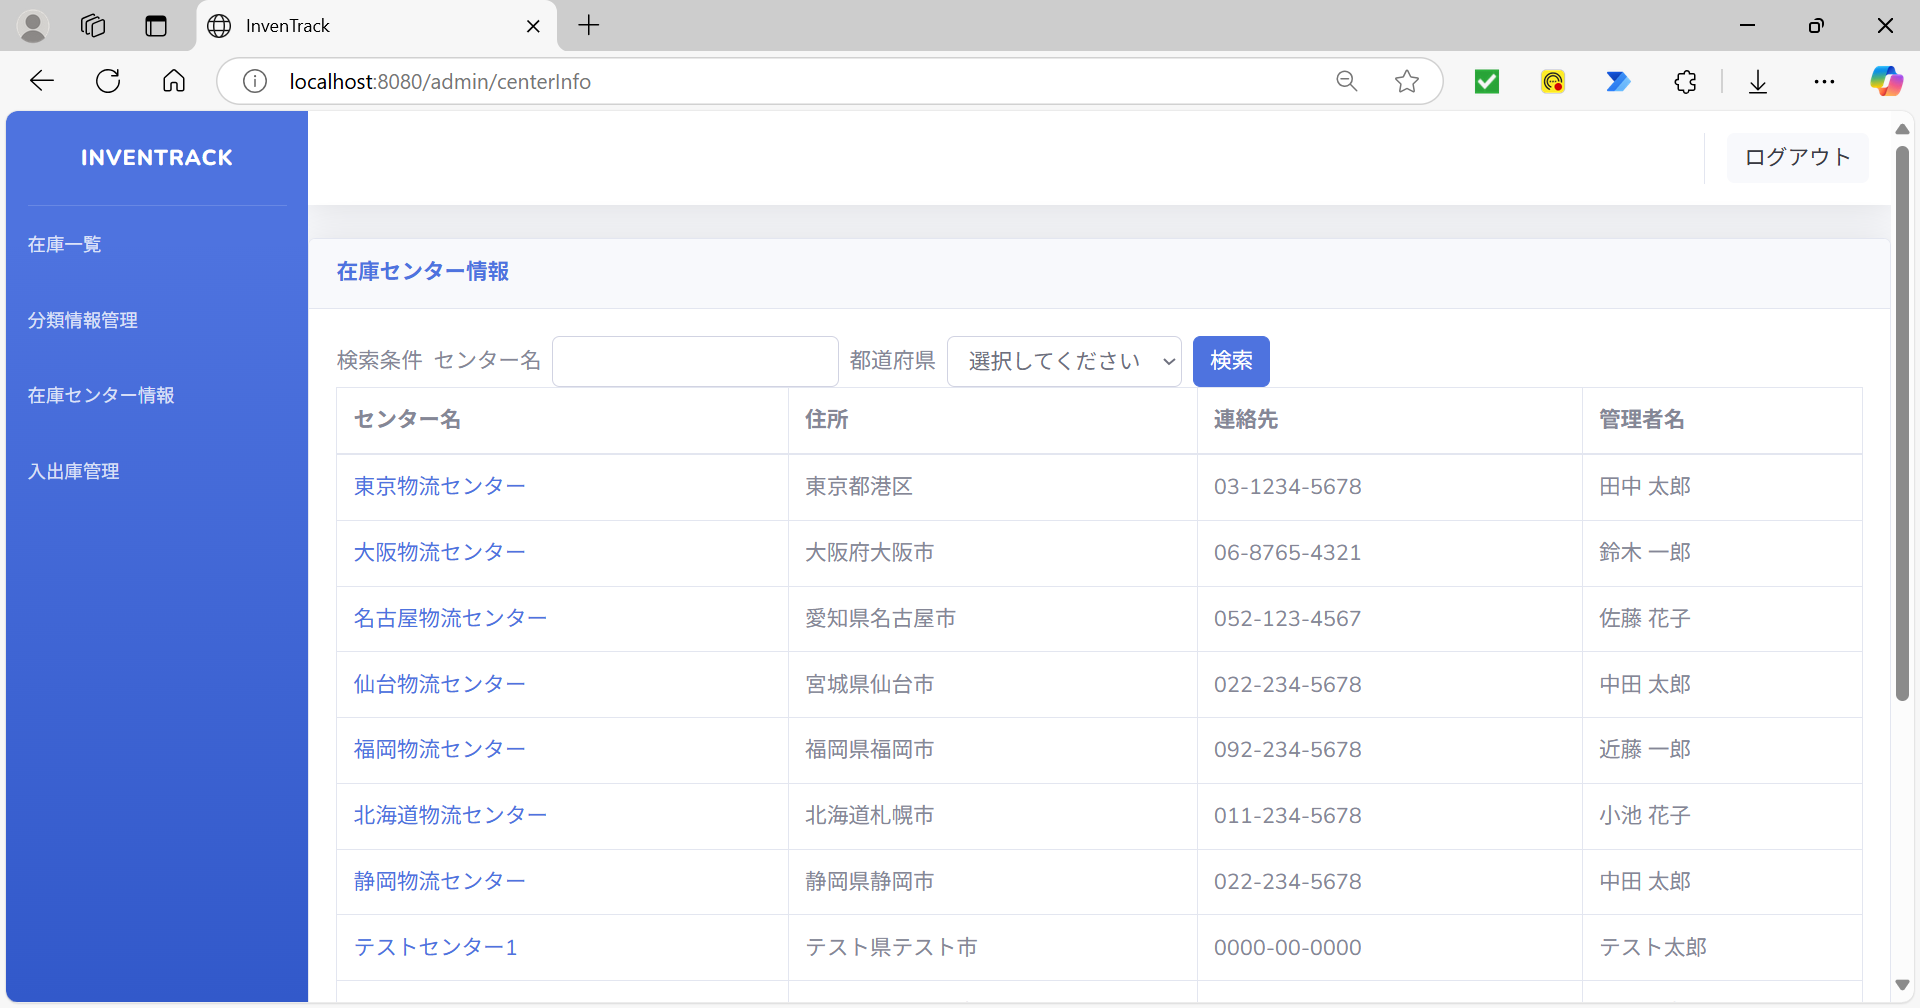 InvenTrack
localhost:8080/admin/centerInfo
INVENTRACK
ログアウト
在庫一覧
分類情報管理
在庫センター情報
入出庫管理
在庫センター情報
検索条件 センター名 都道府県 選択してください 検索
センター名 住所 連絡先 管理者名
東京物流センター 東京都港区 03-1234-5678 田中 太郎
大阪物流センター 大阪府大阪市 06-8765-4321 鈴木 一郎
名古屋物流センター 愛知県名古屋市 052-123-4567 佐藤 花子
仙台物流センター 宮城県仙台市 022-234-5678 中田 太郎
福岡物流センター 福岡県福岡市 092-234-5678 近藤 一郎
北海道物流センター 北海道札幌市 011-234-5678 小池 花子
静岡物流センター 静岡県静岡市 022-234-5678 中田 太郎
テストセンター1 テスト県テスト市 0000-00-0000 テスト太郎